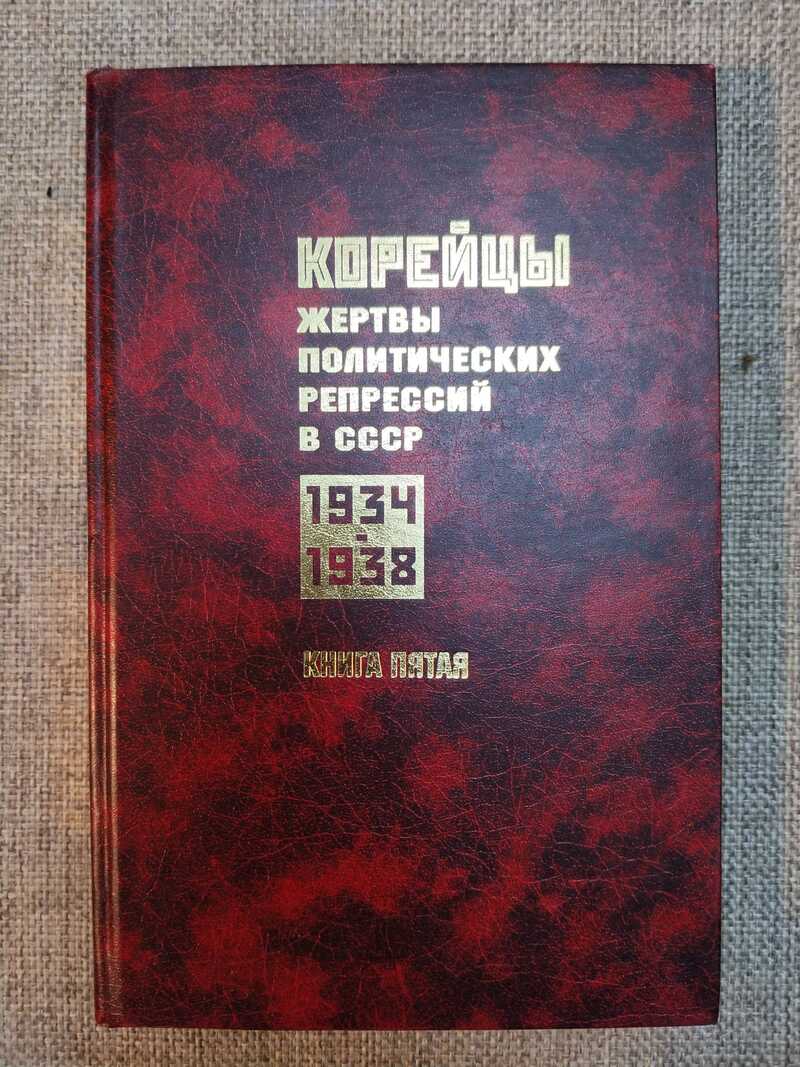 КОРЕЙЦЫ
ЖЕРТВЫ
ПОЛИТИЧЕСКИХ
РЕПРЕССИЙ
В СССР
1934
-
1938
КНИГА ПЯТАЯ